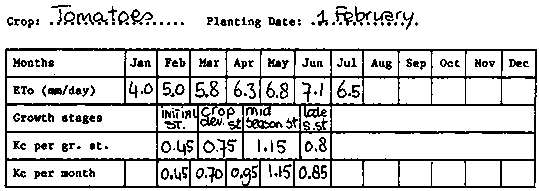 Crop: Tomatoes Planting Date: 1 February
Months Jan Feb Mar Apr May Jun Jul Aug Sep Oct Nov Dec
ETo (mm/day) 4.0 5.0 5.8 6.3 6.8 7.1 6.5
Growth stages INITIAL ST. crop dev. st mid season st late s.st
Kc per gr. st. 0.45 0.75 1.15 0.8
Kc per month 0.45 0.70 0.95 1.15 0.85